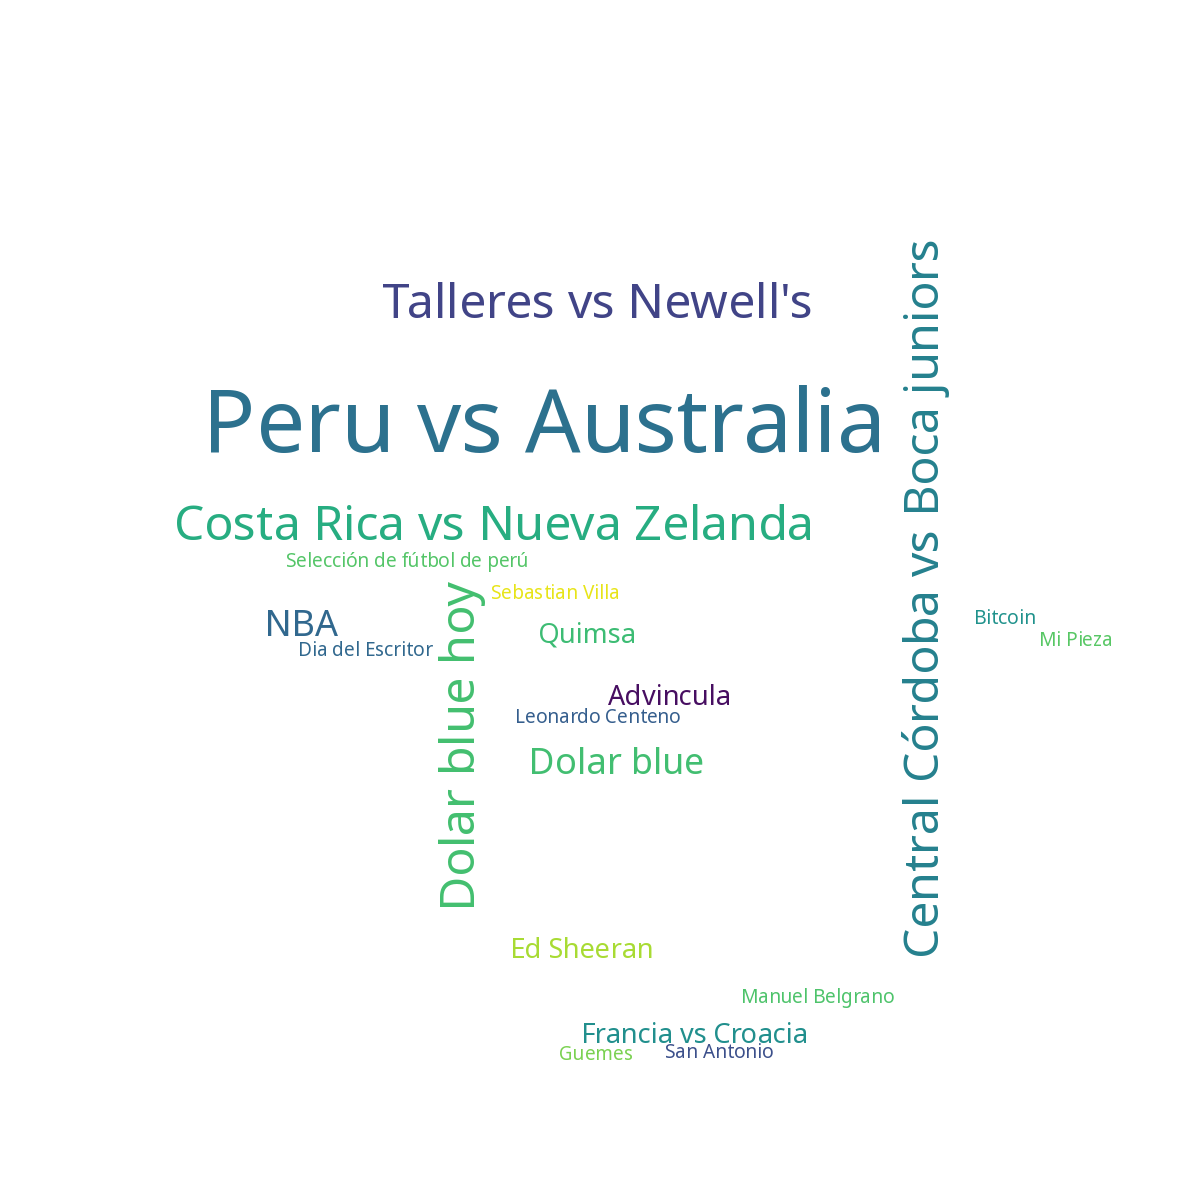 Talleres vs Newell's
Peru vs Australia
Central Córdoba vs Boca juniors
Costa Rica vs Nueva Zelanda
Selección de fútbol de perú
Dolar blue hoy
Sebastian Villa
NBA
Quimsa
Bitcoin
Mi Pieza
Dia del Escritor
Advincula
Leonardo Centeno
Dolar blue
Ed Sheeran
Manuel Belgrano
Francia vs Croacia
Guemes
San Antonio